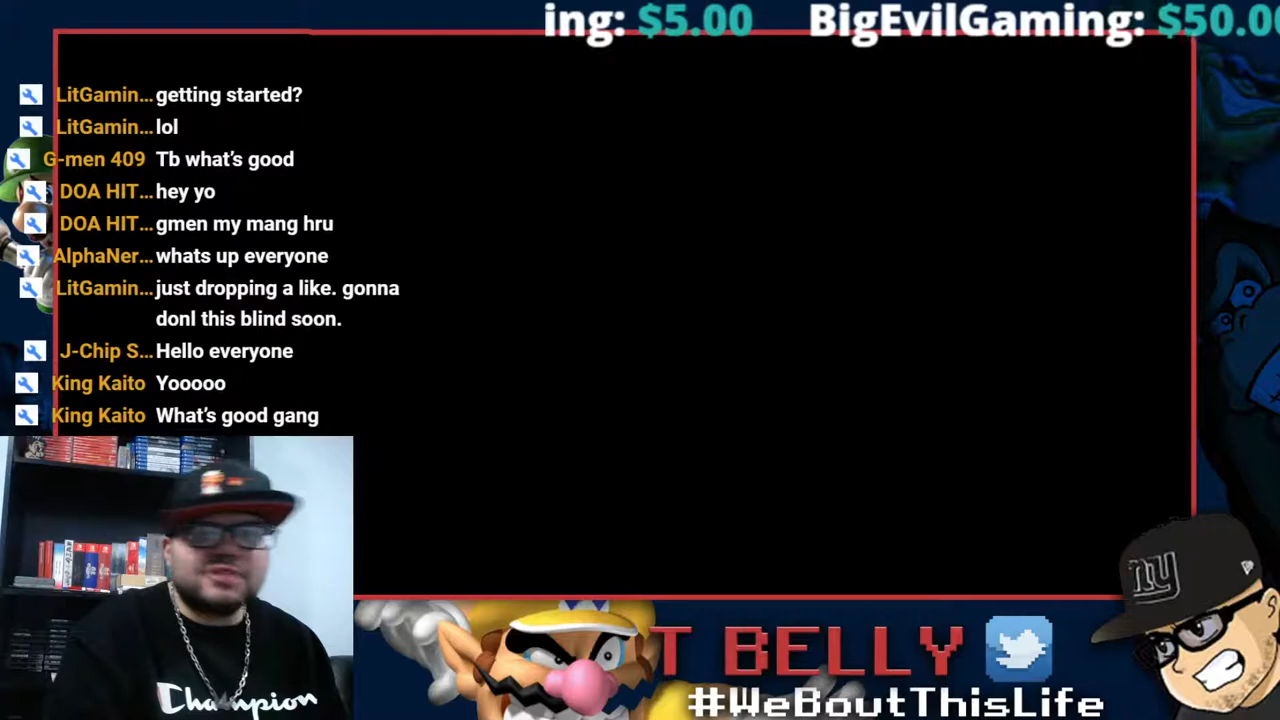 ing: $5.00 BigEvilGaming: $50.00
LitGamin... getting started?
LitGamin... lol
G-men 409 Tb what's good
DOA HIT... hey yo
DOA HIT... gmen my mang hru
AlphaNer... whats up everyone
LitGamin... just dropping a like. gonna
donl this blind soon.
J-Chip S... Hello everyone
King Kaito Yooooo
King Kaito What's good gang
Champion
NY
T BELLY
#WeBoutThisLife